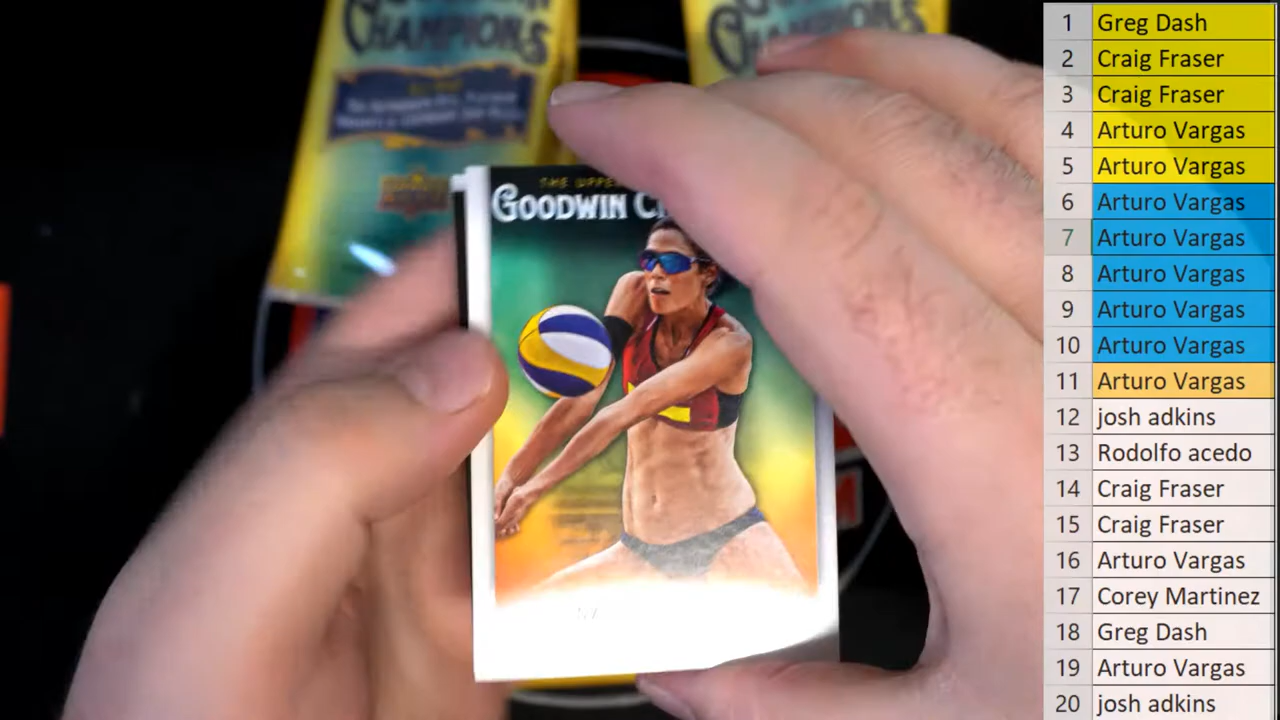 CHAMPIONS
CHAMPIONS
THE UPPE
GOODWIN C
1 Greg Dash
2 Craig Fraser
3 Craig Fraser
4 Arturo Vargas
5 Arturo Vargas
6 Arturo Vargas
7 Arturo Vargas
8 Arturo Vargas
9 Arturo Vargas
10 Arturo Vargas
11 Arturo Vargas
12 josh adkins
13 Rodolfo acedo
14 Craig Fraser
15 Craig Fraser
16 Arturo Vargas
17 Corey Martinez
18 Greg Dash
19 Arturo Vargas
20 josh adkins